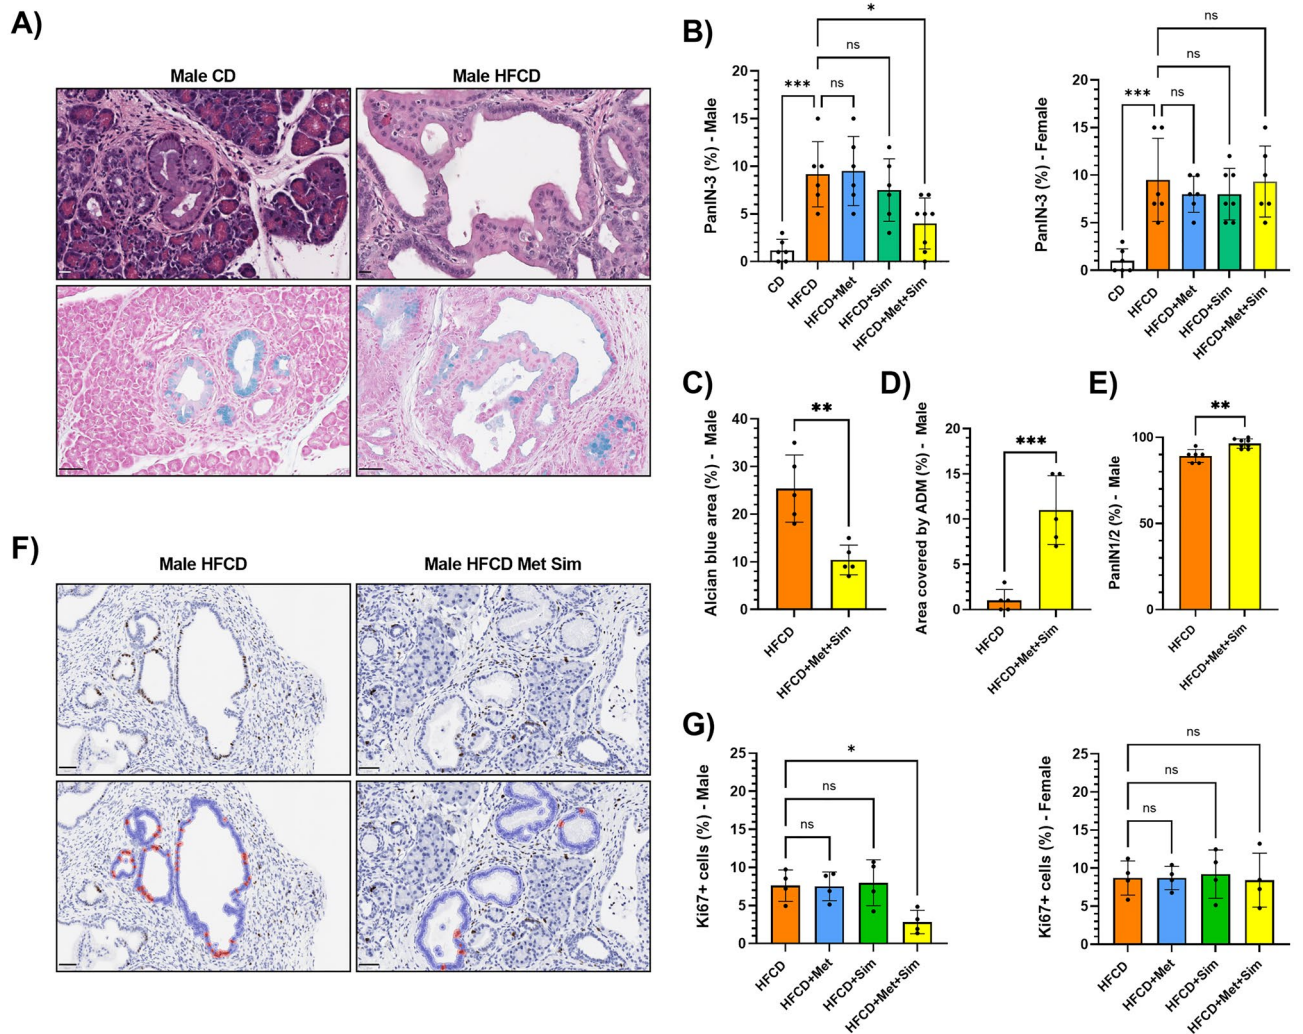 A)
Male CD
Male HFCD
B)
*
ns
*** ns
PanIN-3 (%) - Male
20
15
10
5
0
CD
HFCD
HFCD+Met
HFCD+Sim
HFCD+Met+Sim
ns
ns
*** ns
PanIN-3 (%) - Female
20
15
10
5
0
CD
HFCD
HFCD+Met
HFCD+Sim
HFCD+Met+Sim
C)
**
Alcian blue area (%) - Male
40
30
20
10
0
HFCD
HFCD+Met+Sim
D)
***
Area covered by ADM (%) - Male
20
15
10
5
0
HFCD
HFCD+Met+Sim
E)
**
PanIN1/2 (%) - Male
100
50
0
HFCD
HFCD+Met+Sim
F)
Male HFCD
Male HFCD Met Sim
G)
*
ns
ns
Ki67+ cells (%) - Male
25
20
15
10
5
0
HFCD
HFCD+Met
HFCD+Sim
HFCD+Met+Sim
ns
ns
ns
Ki67+ cells (%) - Female
25
20
15
10
5
0
HFCD
HFCD+Met
HFCD+Sim
HFCD+Met+Sim